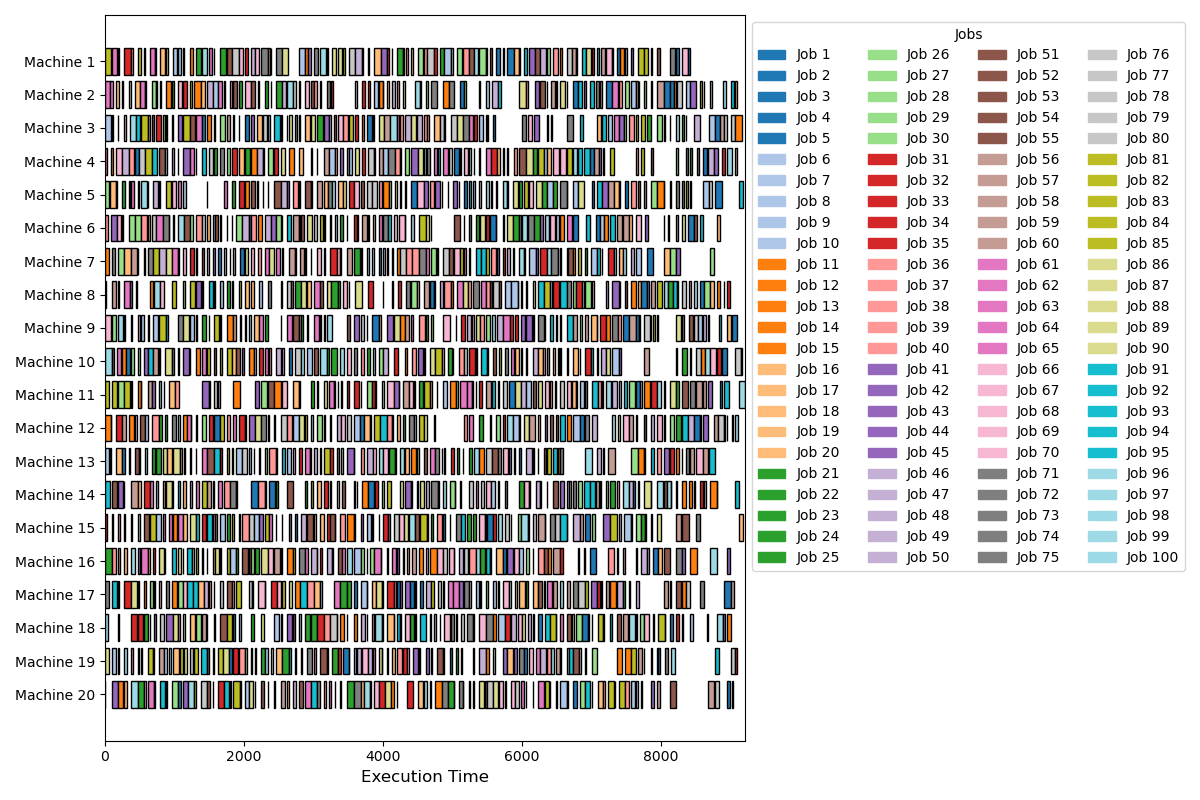 Machine 1
Machine 2
Machine 3
Machine 4
Machine 5
Machine 6
Machine 7
Machine 8
Machine 9
Machine 10
Machine 11
Machine 12
Machine 13
Machine 14
Machine 15
Machine 16
Machine 17
Machine 18
Machine 19
Machine 20
0 2000 4000 6000 8000
Execution Time
Jobs
Job 1 Job 26 Job 51 Job 76
Job 2 Job 27 Job 52 Job 77
Job 3 Job 28 Job 53 Job 78
Job 4 Job 29 Job 54 Job 79
Job 5 Job 30 Job 55 Job 80
Job 6 Job 31 Job 56 Job 81
Job 7 Job 32 Job 57 Job 82
Job 8 Job 33 Job 58 Job 83
Job 9 Job 34 Job 59 Job 84
Job 10 Job 35 Job 60 Job 85
Job 11 Job 36 Job 61 Job 86
Job 12 Job 37 Job 62 Job 87
Job 13 Job 38 Job 63 Job 88
Job 14 Job 39 Job 64 Job 89
Job 15 Job 40 Job 65 Job 90
Job 16 Job 41 Job 66 Job 91
Job 17 Job 42 Job 67 Job 92
Job 18 Job 43 Job 68 Job 93
Job 19 Job 44 Job 69 Job 94
Job 20 Job 45 Job 70 Job 95
Job 21 Job 46 Job 71 Job 96
Job 22 Job 47 Job 72 Job 97
Job 23 Job 48 Job 73 Job 98
Job 24 Job 49 Job 74 Job 99
Job 25 Job 50 Job 75 Job 100